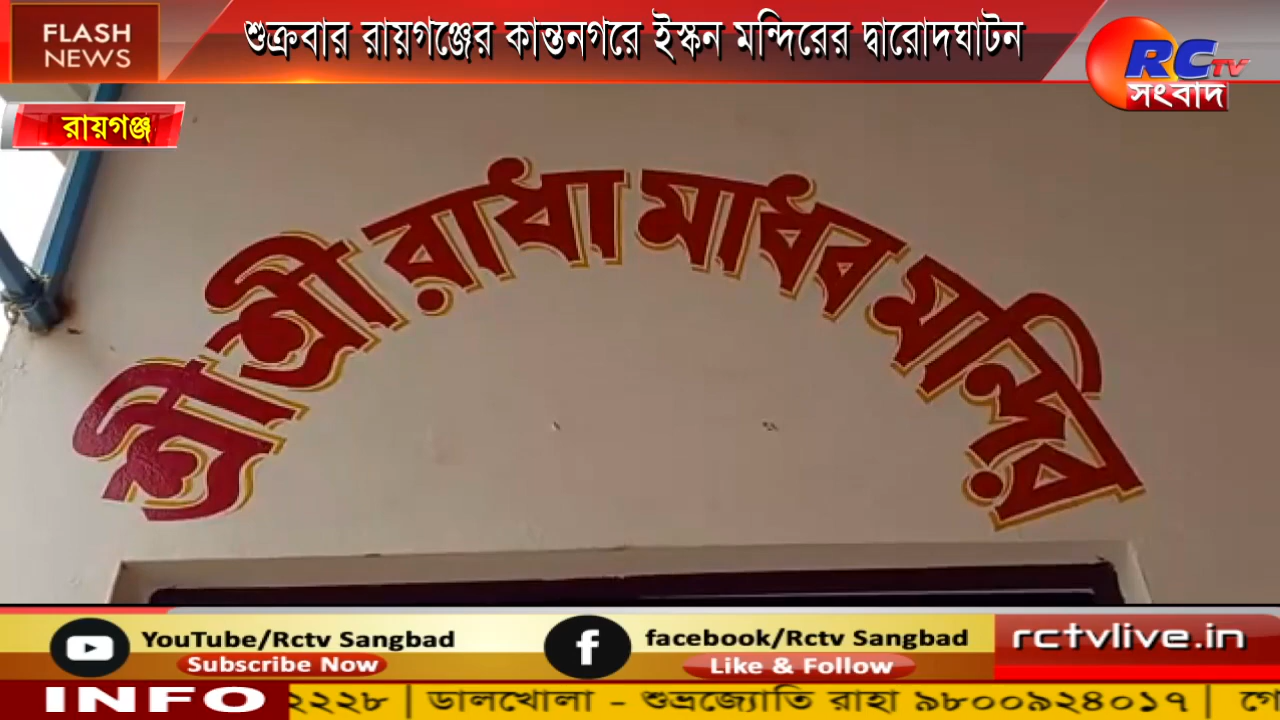 FLASH
NEWS
শুক্রবার রায়গঞ্জের কান্তনগরে ইস্কন মন্দিরের দ্বারোদঘাটন
RCTV
সংবাদ
রায়গঞ্জ
শ্রী শ্রী রাধা মাধব মন্দির
YouTube/Rctv Sangbad
Subscribe Now
facebook/Rctv Sangbad
Like & Follow
rctvlive.in
INFO ২২২৮ | ডালখোলা - শুভ্রজ্যোতি রাহা ৯৮০০৯২৪০১৭ | গে